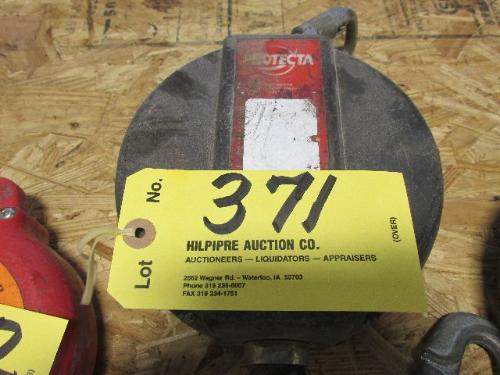 PROTECTA
Lot No. 371
HILPIPRE AUCTION CO.
AUCTIONEERS — LIQUIDATORS — APPRAISERS
2552 Wagner Rd. – Waterloo, IA 50703
Phone 319 235-6007
FAX 319 234-1751
(OVER)